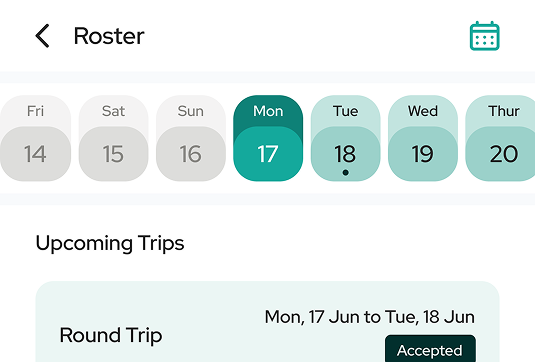 Roster
Fri Sat Sun Mon Tue Wed Thur
14 15 16 17 18 19 20
Upcoming Trips
Mon, 17 Jun to Tue, 18 Jun
Round Trip
Accepted